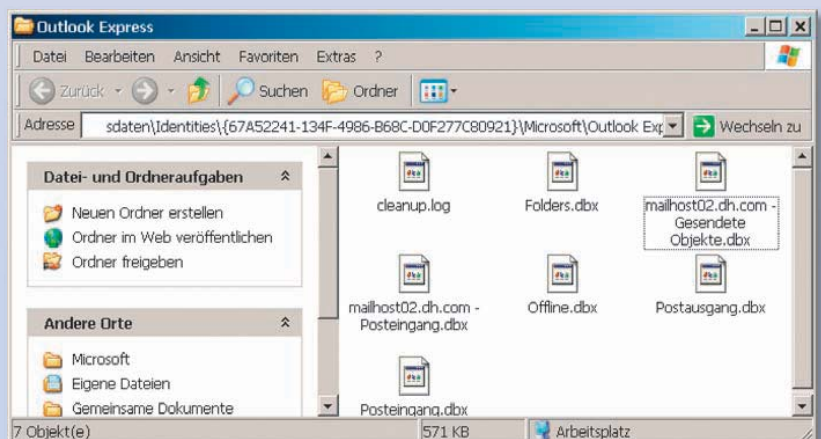 Outlook Express
Datei Bearbeiten Ansicht Favoriten Extras ?
Zurück Suchen Ordner
Adresse sdaten\Identities\{67A52241-134F-4986-B68C-D0F277C80921}\Microsoft\Outlook Exp Wechseln zu
Datei- und Ordneraufgaben
Neuen Ordner erstellen
Ordner im Web veröffentlichen
Ordner freigeben
Andere Orte
Microsoft
Eigene Dateien
Gemeinsame Dokumente
cleanup.log
Folders.dbx
mailhost02.dh.com -
Gesendete
Objekte.dbx
mailhost02.dh.com -
Posteingang.dbx
Offline.dbx
Postausgang.dbx
Posteingang.dbx
7 Objekt(e) 571 KB Arbeitsplatz